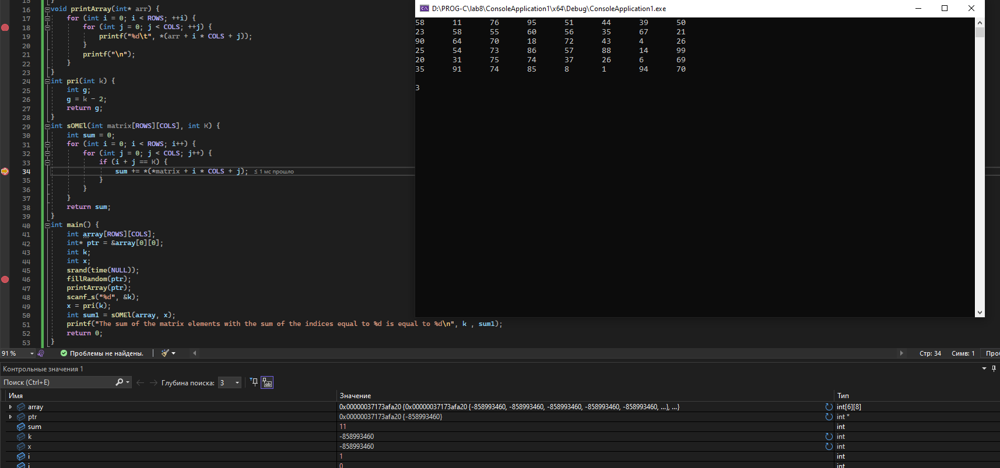 15 }
16 void printArray(int* arr) {
17 for (int i = 0; i < ROWS; ++i) {
18 for (int j = 0; j < COLS; ++j) {
19 printf("%d\t", *(arr + i * COLS + j));
20 }
21 printf("\n");
22 }
23 }
24 int pri(int k) {
25 int g;
26 g = k - 2;
27 return g;
28 }
29 int sOMEl(int matrix[ROWS][COLS], int K) {
30 int sum = 0;
31 for (int i = 0; i < ROWS; i++) {
32 for (int j = 0; j < COLS; j++) {
33 if (i + j == K) {
34 sum += *(*matrix + i * COLS + j); ≤ 1 мс прошло
35 }
36 }
37 }
38 return sum;
39 }
40 int main() {
41 int array[ROWS][COLS];
42 int* ptr = &array[0][0];
43 int k;
44 int x;
45 srand(time(NULL));
46 fillRandom(ptr);
47 printArray(ptr);
48 scanf_s("%d", &k);
49 x = pri(k);
50 int sum1 = sOMEl(array, x);
51 printf("The sum of the matrix elements with the sum of the indices equal to %d is equal to %d\n", k , sum1);
52 return 0;
53 }
D:\PROG-C\lab8\ConsoleApplication1\x64\Debug\ConsoleApplication1.exe
58 11 76 95 51 44 39 50
23 58 55 60 56 35 67 21
90 64 70 18 72 43 4 26
25 54 73 86 57 88 14 99
20 31 75 74 37 26 6 69
35 91 74 85 8 1 94 70
3
91 % Проблемы не найдены. Стр: 34 Симв: 1
Контрольные значения 1
Поиск (Ctrl+E) Глубина поиска: 3
Имя Значение Тип
array 0x00000037173afa20 {0x00000037173afa20 {-858993460, -858993460, -858993460, -858993460, -858993460, ...}, ...} int[6][8]
ptr 0x00000037173afa20 {-858993460} int *
sum 11 int
k -858993460 int
x -858993460 int
i 1 int
j 0 int